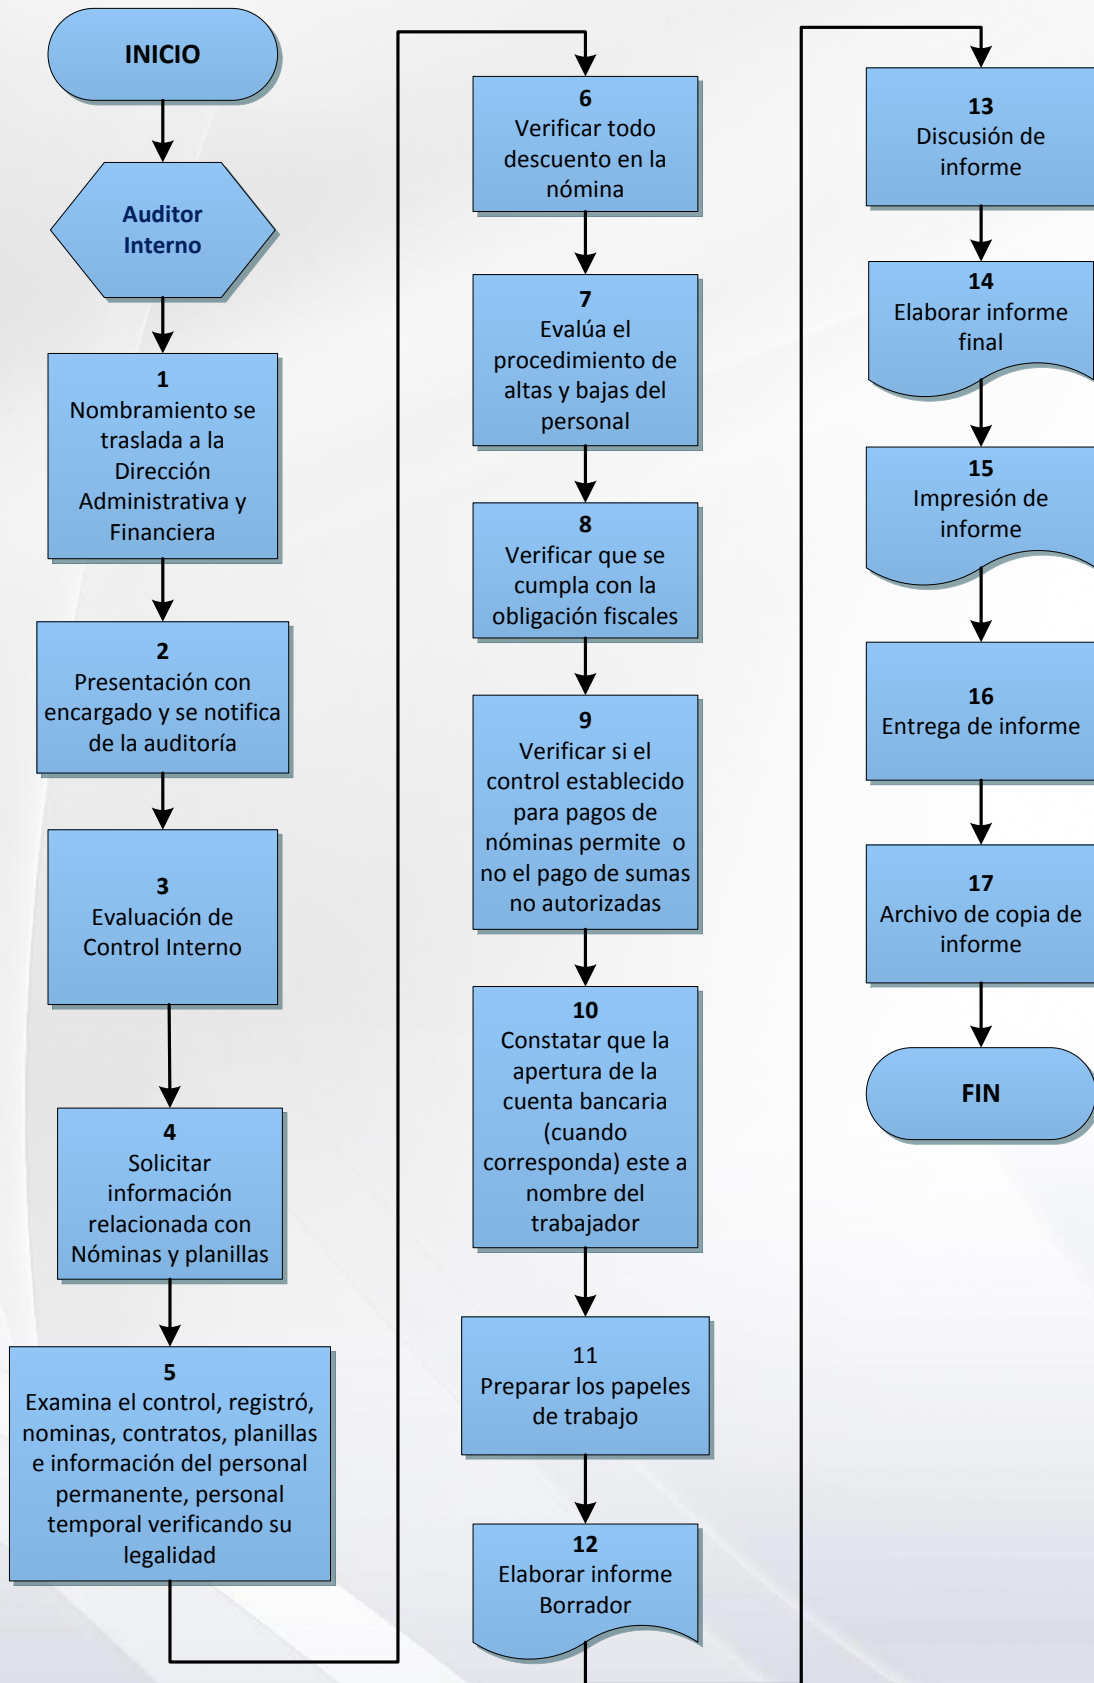 INICIO
Auditor
Interno
1
Nombramiento se
traslada a la
Dirección
Administrativa y
Financiera
2
Presentación con
encargado y se notifica
de la auditoría
3
Evaluación de
Control Interno
4
Solicitar
información
relacionada con
Nóminas y planillas
5
Examina el control, registró,
nominas, contratos, planillas
e información del personal
permanente, personal
temporal verificando su
legalidad
6
Verificar todo
descuento en la
nómina
7
Evalúa el
procedimiento de
altas y bajas del
personal
8
Verificar que se
cumpla con la
obligación fiscales
9
Verificar si el
control establecido
para pagos de
nóminas permite o
no el pago de sumas
no autorizadas
10
Constatar que la
apertura de la
cuenta bancaria
(cuando
corresponda) este a
nombre del
trabajador
11
Preparar los papeles
de trabajo
12
Elaborar informe
Borrador
13
Discusión de
informe
14
Elaborar informe
final
15
Impresión de
informe
16
Entrega de informe
17
Archivo de copia de
informe
FIN